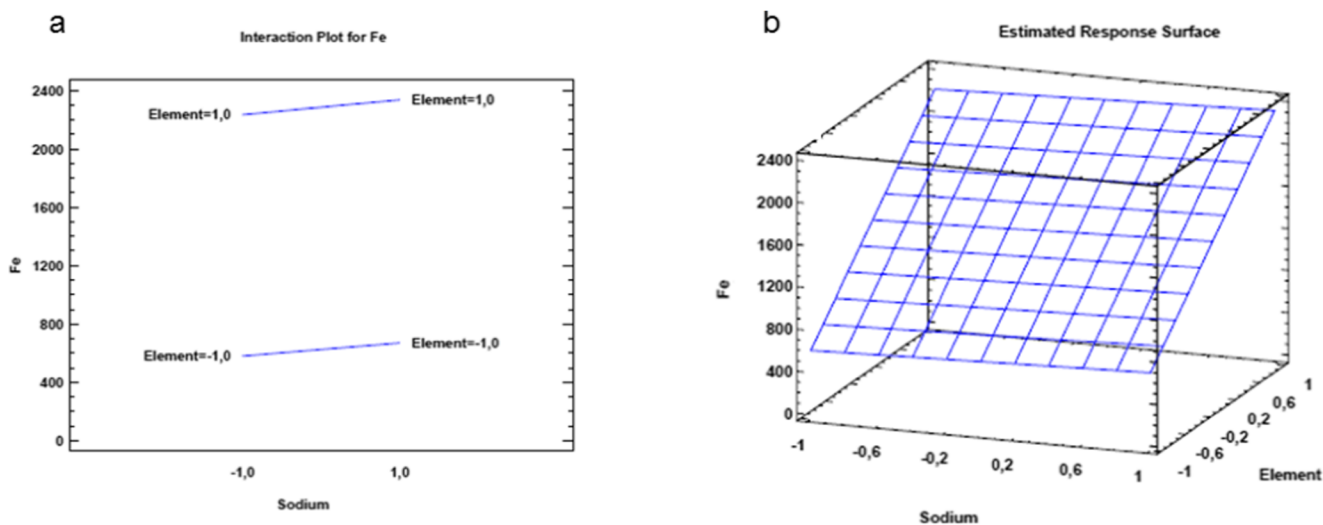 a
Interaction Plot for Fe
2400
2000
1600
1200
800
400
0
Fe
Element=1,0
Element=1,0
Element=-1,0
Element=-1,0
-1,0
1,0
Sodium
b
Estimated Response Surface
2400
2000
1600
1200
800
400
0
Fe
-1
-0,6
-0,2
0,2
0,6
1
Sodium
-1
-0,6
-0,2
0,2
0,6
1
Element